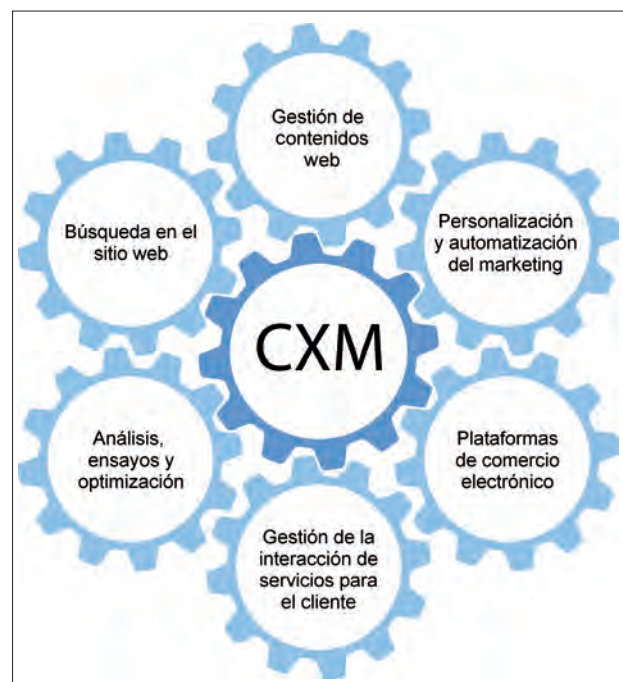 Gestión de
contenidos
web
Personalización
y automatización
del marketing
Plataformas
de comercio
electrónico
Gestión de la
interacción de
servicios para
el cliente
Análisis,
ensayos y
optimización
Búsqueda en el
sitio web
CXM